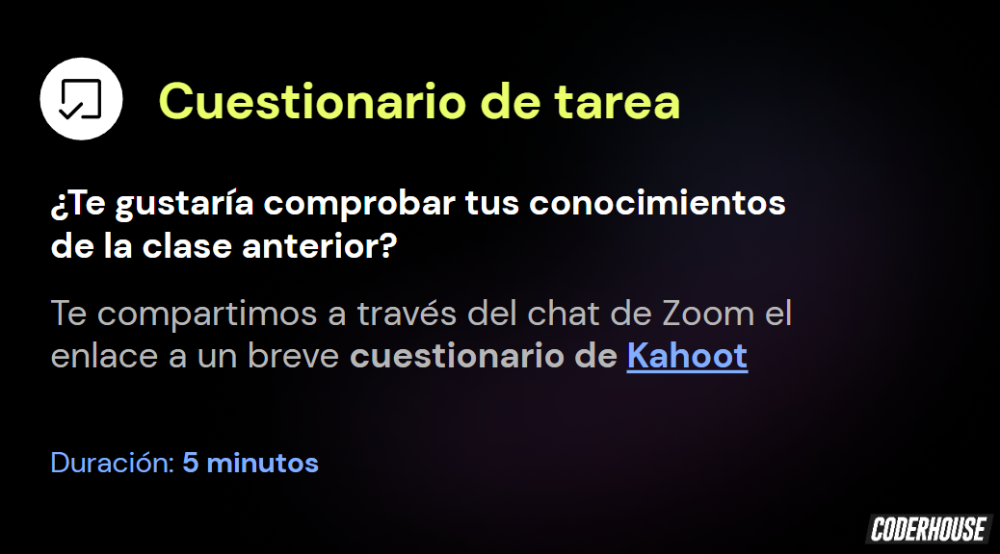 Cuestionario de tarea
¿Te gustaría comprobar tus conocimientos
de la clase anterior?
Te compartimos a través del chat de Zoom el
enlace a un breve cuestionario de Kahoot
Duración: 5 minutos
CODERHOUSE